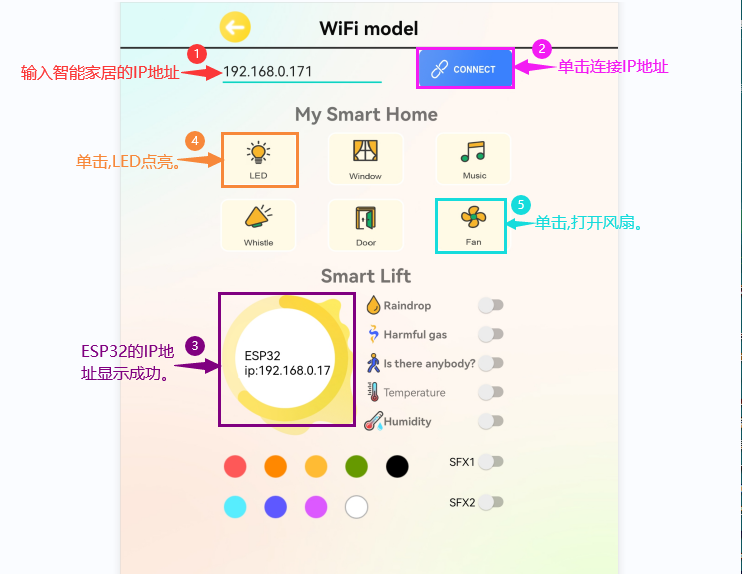 WiFi model
1
输入智能家居的IP地址
192.168.0.171
CONNECT
2
单击连接IP地址
My Smart Home
4
单击,LED点亮。
LED
Window
Music
Whistle
Door
Fan
5
单击,打开风扇。
Smart Lift
3
ESP32的IP地
址显示成功。
ESP32
ip:192.168.0.17
Raindrop
Harmful gas
Is there anybody?
Temperature
Humidity
SFX1
SFX2